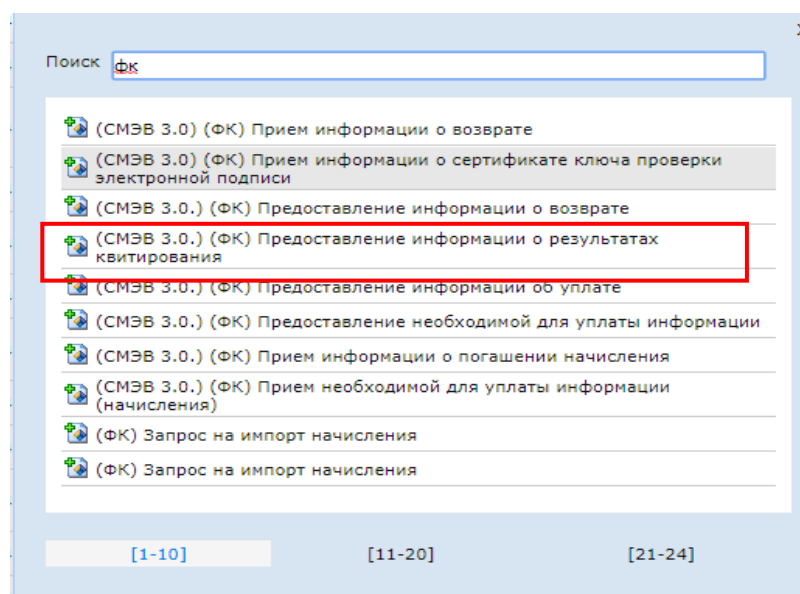 Поиск фк
(СМЭВ 3.0) (ФК) Прием информации о возврате
(СМЭВ 3.0) (ФК) Прием информации о сертификате ключа проверки
электронной подписи
(СМЭВ 3.0.) (ФК) Предоставление информации о возврате
(СМЭВ 3.0.) (ФК) Предоставление информации о результатах
квитирования
(СМЭВ 3.0.) (ФК) Предоставление информации об уплате
(СМЭВ 3.0.) (ФК) Предоставление необходимой для уплаты информации
(СМЭВ 3.0.) (ФК) Прием информации о погашении начисления
(СМЭВ 3.0.) (ФК) Прием необходимой для уплаты информации
(начисления)
(ФК) Запрос на импорт начисления
(ФК) Запрос на импорт начисления
[1-10] [11-20] [21-24]